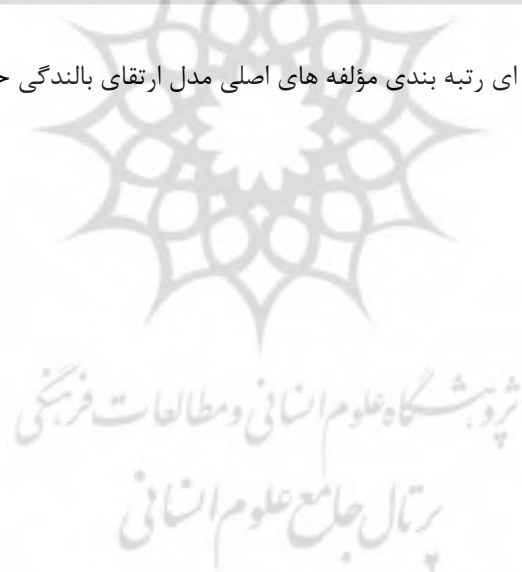 ای رتبه بندی مؤلفه های اصلی مدل ارتقای بالندگی
پژوهشگاه علوم انسانی و مطالعات فرهنگی
پرتال جامع علوم انسانی